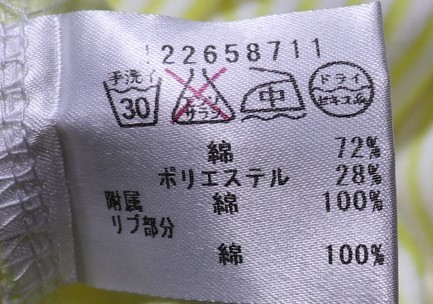 22658711
手洗イ
30
エンソ
サラシ
中
ドライ
セキユ系
綿 72%
ポリエステル 28%
附属
リブ部分
綿 100%
綿 100%